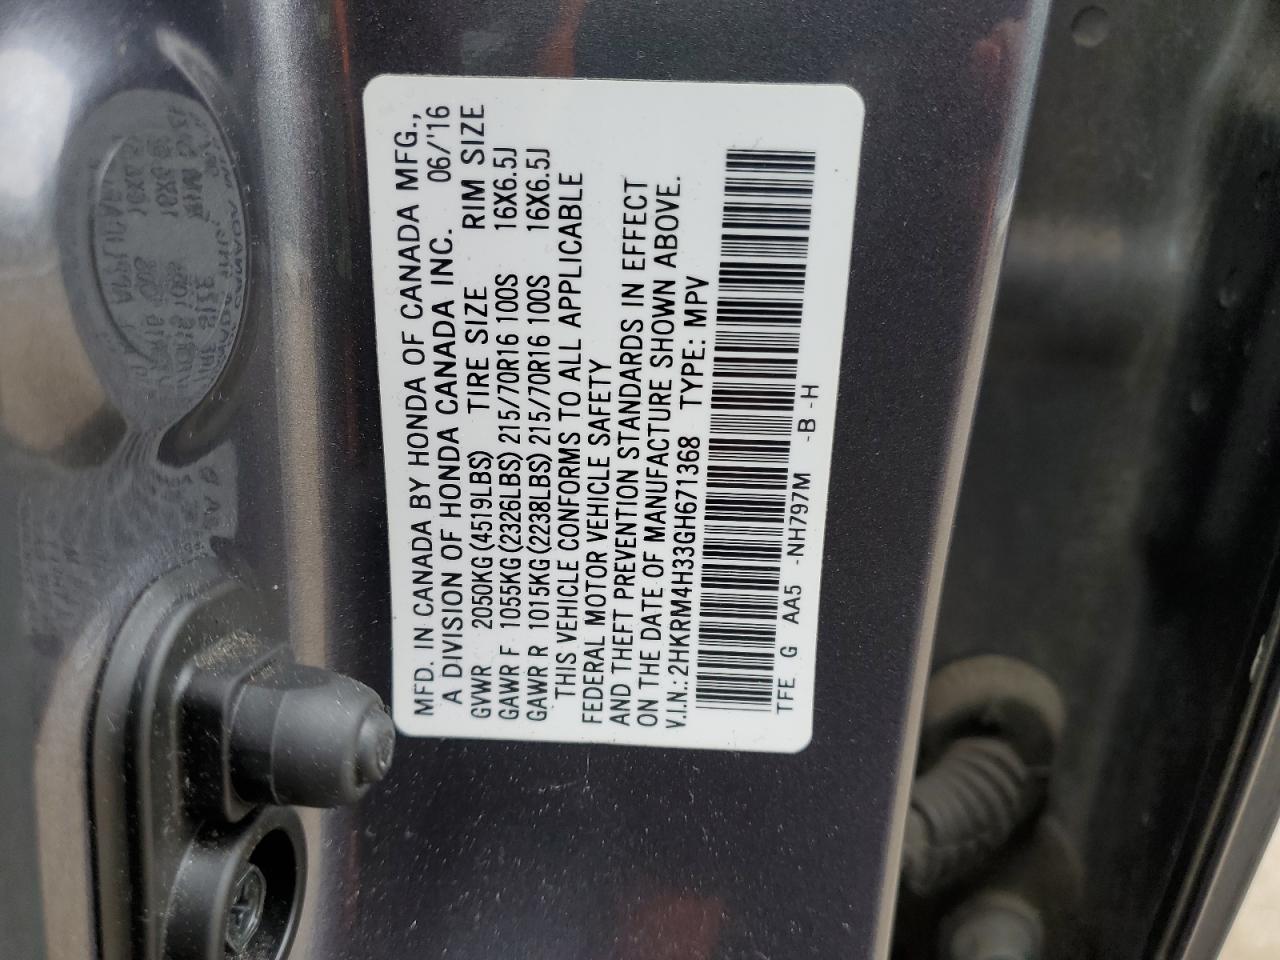 MFD. IN CANADA BY HONDA OF CANADA MFG.,
A DIVISION OF HONDA CANADA INC. 06/'16
GVWR 2050KG(4519LBS) TIRE SIZE RIM SIZE
GAWR F 1055KG(2326LBS) 215/70R16 100S 16X6.5J
GAWR R 1015KG(2238LBS) 215/70R16 100S 16X6.5J
THIS VEHICLE CONFORMS TO ALL APPLICABLE
FEDERAL MOTOR VEHICLE SAFETY
AND THEFT PREVENTION STANDARDS IN EFFECT
ON THE DATE OF MANUFACTURE SHOWN ABOVE.
V.I.N.: 2HKRM4H33GH671368 TYPE: MPV
TFE G AA5 -NH797M -B -H